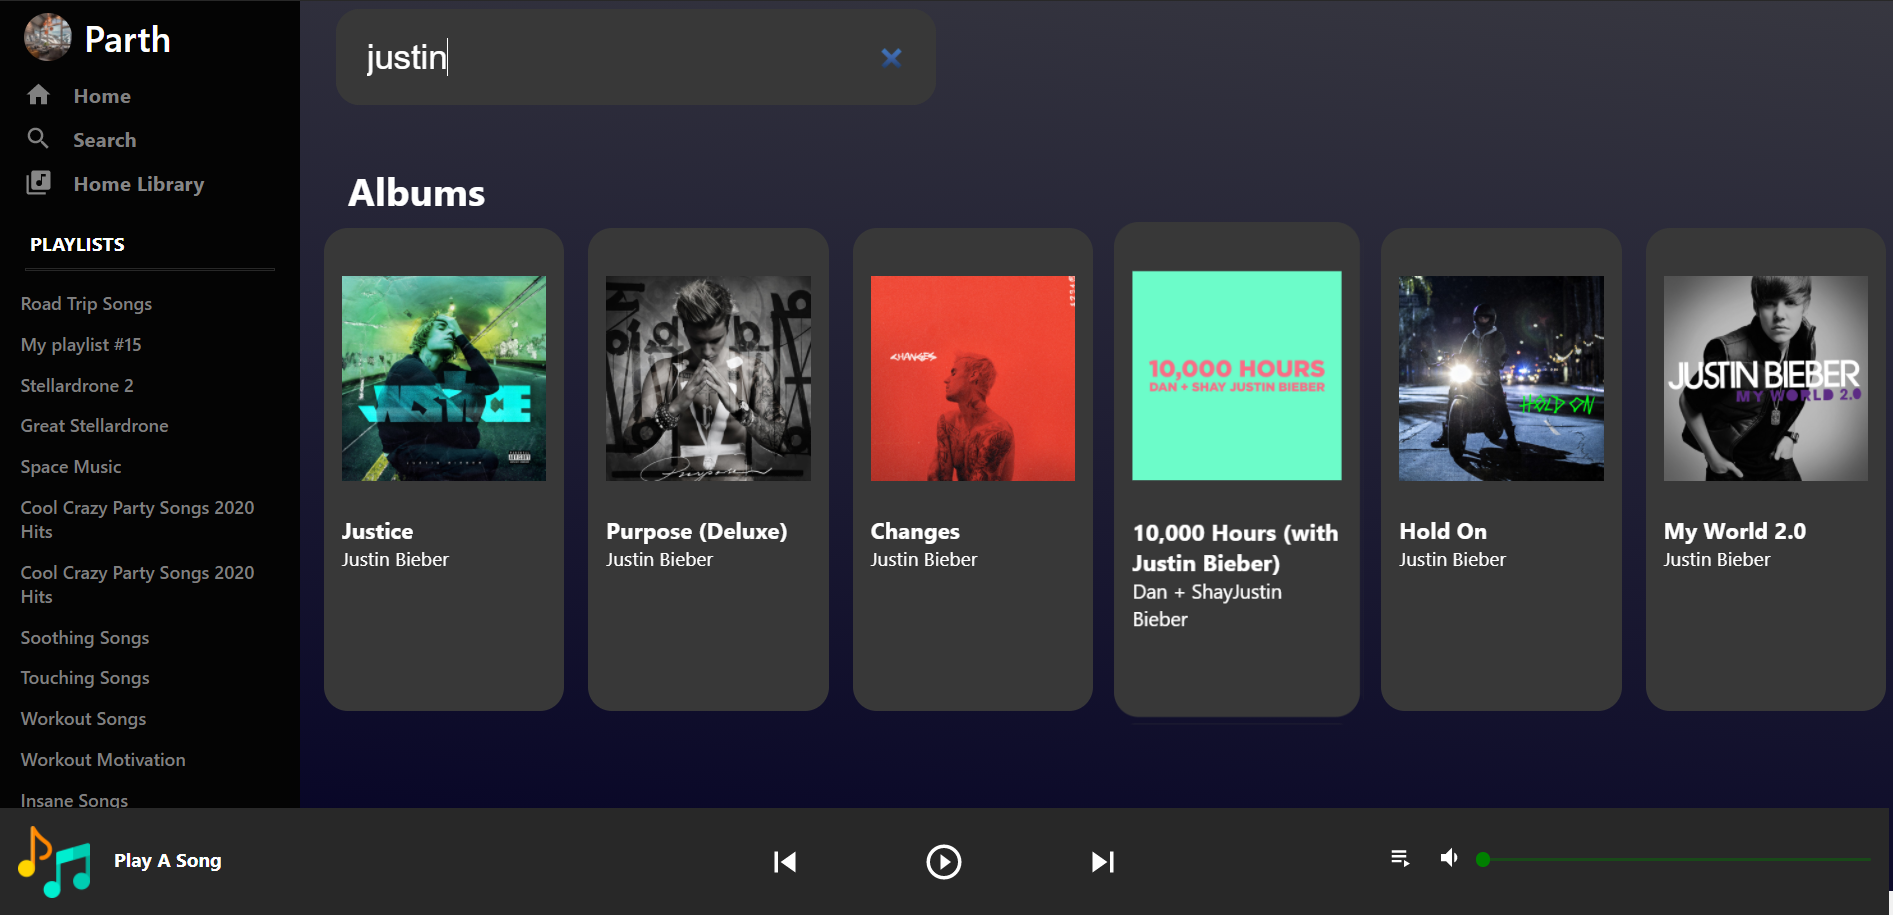 Parth
Home
Search
Home Library
PLAYLISTS
Road Trip Songs
My playlist #15
Stellardrone 2
Great Stellardrone
Space Music
Cool Crazy Party Songs 2020
Hits
Cool Crazy Party Songs 2020
Hits
Soothing Songs
Touching Songs
Workout Songs
Workout Motivation
Insane Songs
justin
Albums
JUSTICE
JUSTIN BIEBER
Justice
Justin Bieber
Purpose
Purpose (Deluxe)
Justin Bieber
CHANGES
Changes
Justin Bieber
10,000 HOURS
DAN + SHAY JUSTIN BIEBER
10,000 Hours (with
Justin Bieber)
Dan + ShayJustin
Bieber
HOLD ON
Hold On
Justin Bieber
JUSTIN BIEBER
MY WORLD 2.0
My World 2.0
Justin Bieber
Play A Song